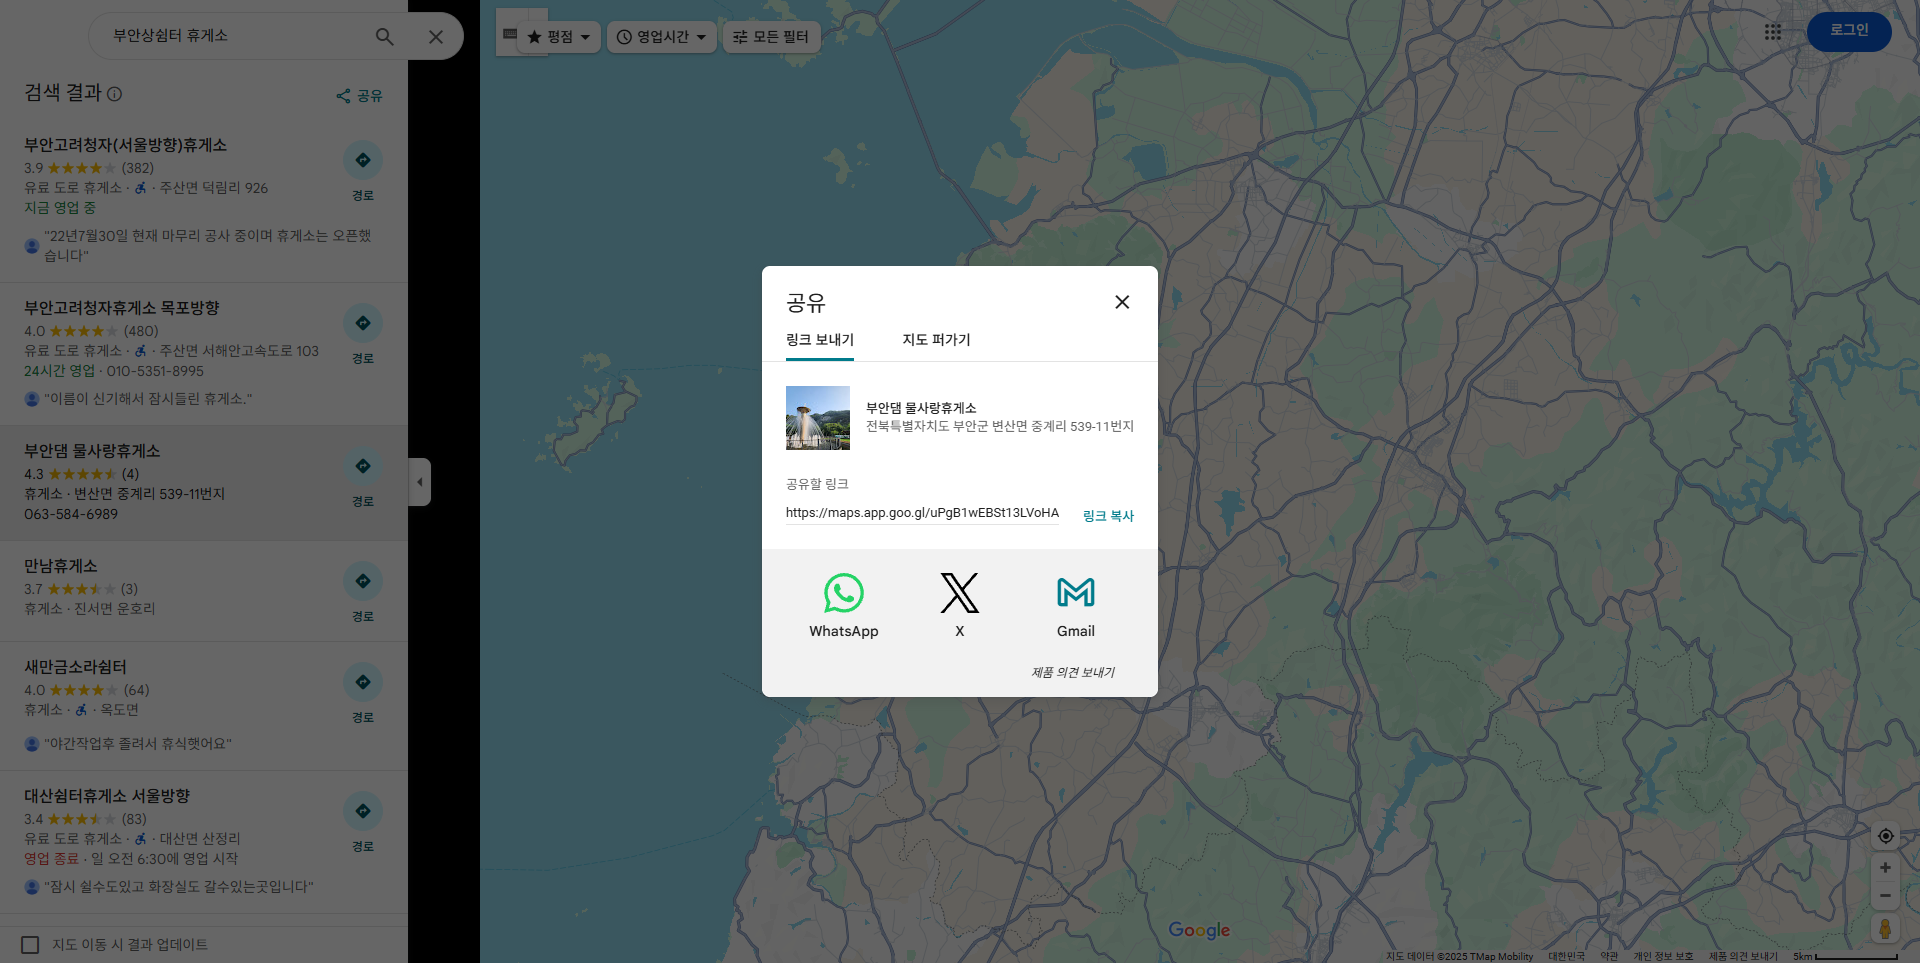 부안상쉼터 휴게소
평점
영업시간
모든 필터
로그인
검색 결과
공유
부안고려청자(서울방향)휴게소
3.9 (382)
유료 도로 휴게소 · · 주산면 덕림리 926
지금 영업 중
경로
"22년7월30일 현재 마무리 공사 중이며 휴게소는 오픈했
습니다"
부안고려청자휴게소 목포방향
4.0 (480)
유료 도로 휴게소 · · 주산면 서해안고속도로 103
24시간 영업 · 010-5351-8995
경로
"이름이 신기해서 잠시들린 휴게소."
부안댐 물사랑휴게소
4.3 (4)
휴게소 · 변산면 중계리 539-11번지
063-584-6989
경로
만남휴게소
3.7 (3)
휴게소 · 진서면 운호리
경로
새만금소라쉼터
4.0 (64)
휴게소 · · 옥도면
경로
"야간작업후 졸려서 휴식햇어요"
대산쉼터휴게소 서울방향
3.4 (83)
유료 도로 휴게소 · · 대산면 산정리
영업 종료 · 일 오전 6:30에 영업 시작
경로
"잠시 쉴수도있고 화장실도 갈수있는곳입니다"
지도 이동 시 결과 업데이트
공유
링크 보내기
지도 퍼가기
부안댐 물사랑휴게소
전북특별자치도 부안군 변산면 중계리 539-11번지
공유할 링크
https://maps.app.goo.gl/uPgB1wEBSt13LVoHA
링크 복사
WhatsApp
X
Gmail
제품 의견 보내기
Google
지도 데이터 ©2025 TMap Mobility
대한민국
약관
개인 정보 보호
제품 의견 보내기
5km